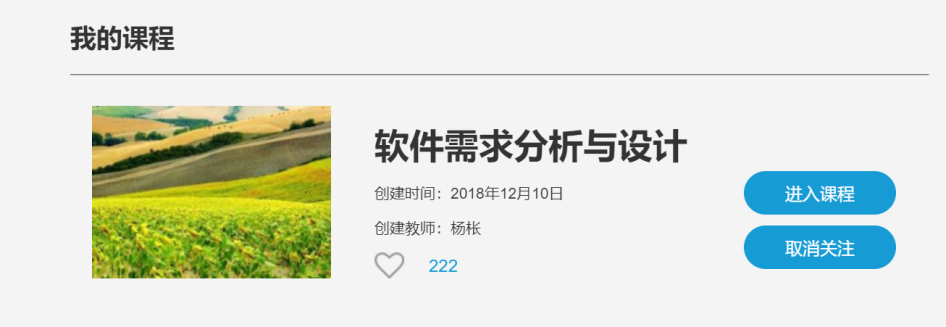 我的课程
软件需求分析与设计
创建时间：2018年12月10日
创建教师：杨枨
222
进入课程
取消关注